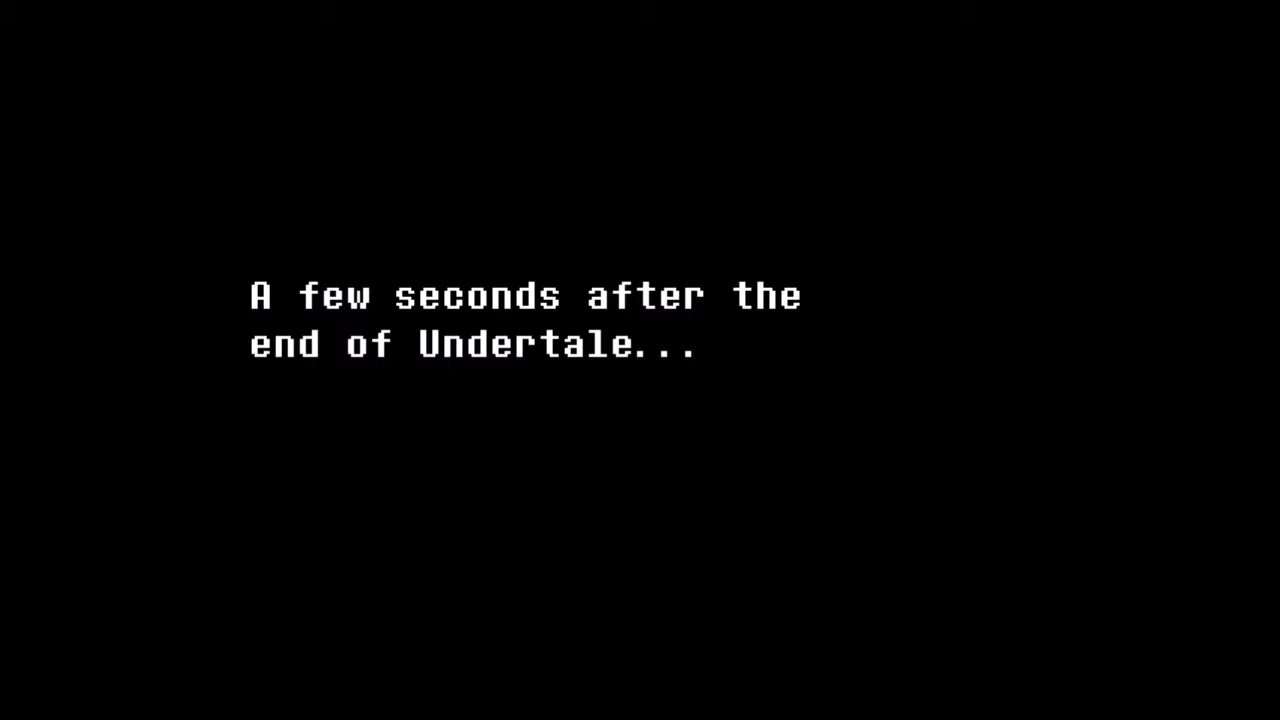 A few seconds after the
end of Undertale...